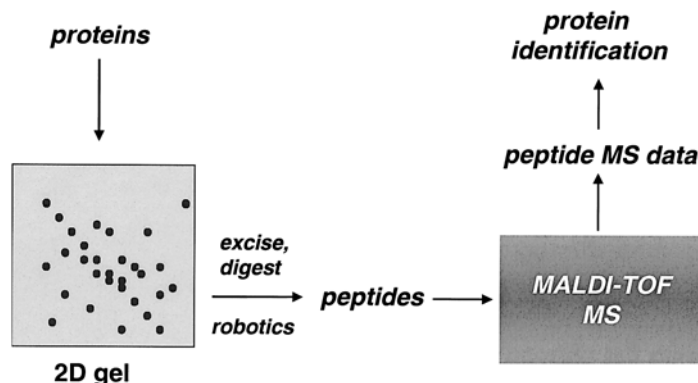 proteins
2D gel
excise,
digest
robotics
peptides
MALDI-TOF
MS
peptide MS data
protein
identification